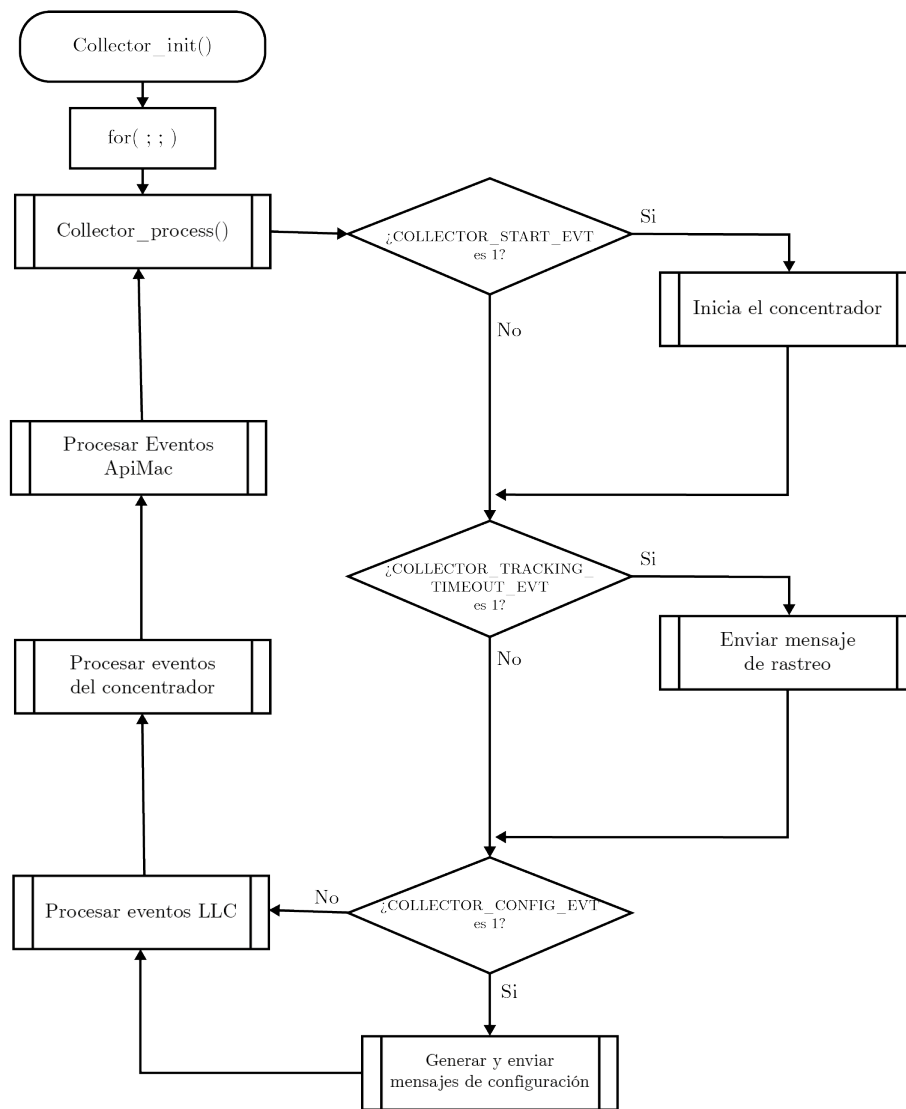 Collector_init()
for( ; ; )
Collector_process()
¿COLLECTOR_START_EVT
es 1?
Si
Inicia el concentrador
No
Procesar Eventos
ApiMac
¿COLLECTOR_TRACKING_
TIMEOUT_EVT
es 1?
Si
Enviar mensaje
de rastreo
No
Procesar eventos
del concentrador
¿COLLECTOR_CONFIG_EVT
es 1?
No
Procesar eventos LLC
Si
Generar y enviar
mensajes de configuración